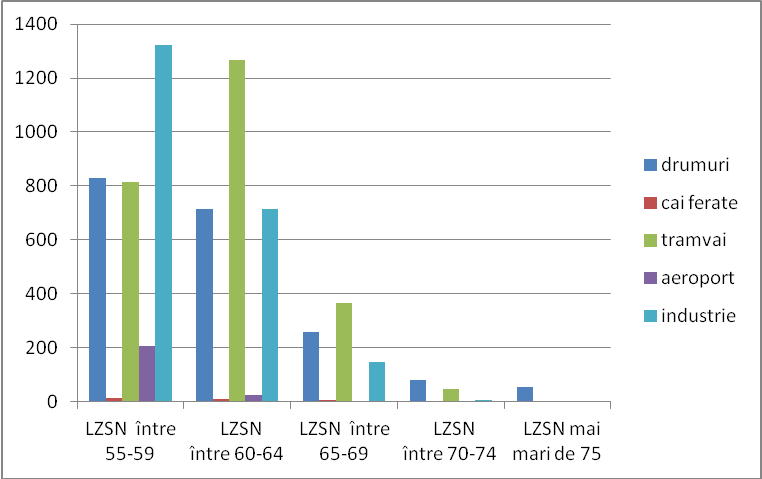 1400
1200
1000
800
600
400
200
0
LZSN între
55-59
LZSN
între 60-64
LZSN între
65-69
LZSN
între 70-74
LZSN mai
mari de 75
drumuri
cai ferate
tramvai
aeroport
industrie